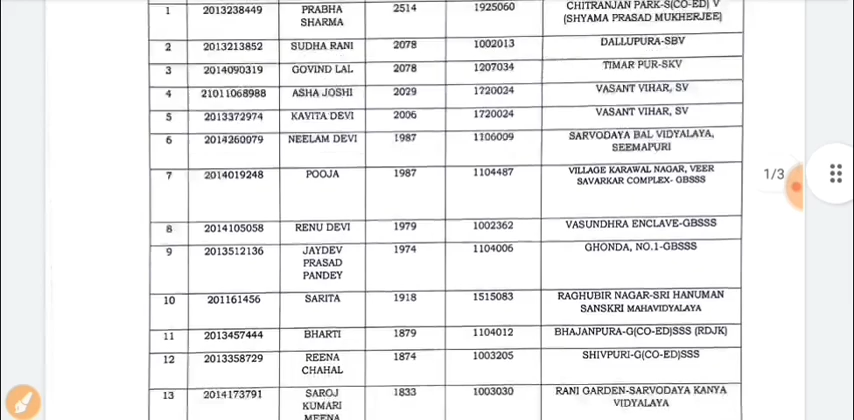 CHITRANJAN PARK-S(CO-ED) V
1 2013238449 PRABHA 2514 1925060 (SHYAMA PRASAD MUKHERJEE)
SHARMA
2 2013213852 SUDHA RANI 2078 1002013 DALLUPURA-SBV
3 2014090319 GOVIND LAL 2078 1207034 TIMAR PUR-SKV
4 21011068988 ASHA JOSHI 2029 1720024 VASANT VIHAR, SV
5 2013372974 KAVITA DEVI 2006 1720024 VASANT VIHAR, SV
6 2014260079 NEELAM DEVI 1987 1106009 SARVODAYA BAL VIDYALAYA,
SEEMAPURI
7 2014019248 POOJA 1987 1104487 VILLAGE KARAWAL NAGAR, VEER
SAVARKAR COMPLEX- GBSSS
1/3
8 2014105058 RENU DEVI 1979 1002362 VASUNDHRA ENCLAVE-GBSSS
9 2013512136 JAYDEV 1974 1104006 GHONDA, NO.1-GBSSS
PRASAD
PANDEY
10 201161456 SARITA 1918 1515083 RAGHUBIR NAGAR-SRI HANUMAN
SANSKRI MAHAVIDYALAYA
11 2013457444 BHARTI 1879 1104012 BHAJANPURA-G(CO-ED)SSS (RDJK)
12 2013358729 REENA 1874 1003205 SHIVPURI-G(CO-ED)SSS
CHAHAL
13 2014173791 SAROJ 1833 1003030 RANI GARDEN-SARVODAYA KANYA
KUMARI VIDYALAYA
MEENA